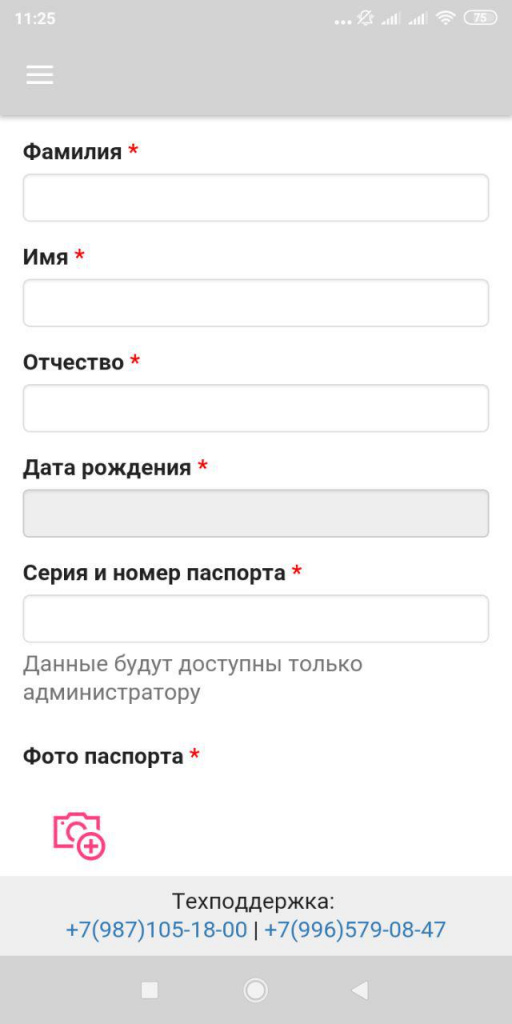 11:25
75
Фамилия *
Имя *
Отчество *
Дата рождения *
Серия и номер паспорта *
Данные будут доступны только
администратору
Фото паспорта *
Техподдержка:
+7(987)105-18-00 | +7(996)579-08-47